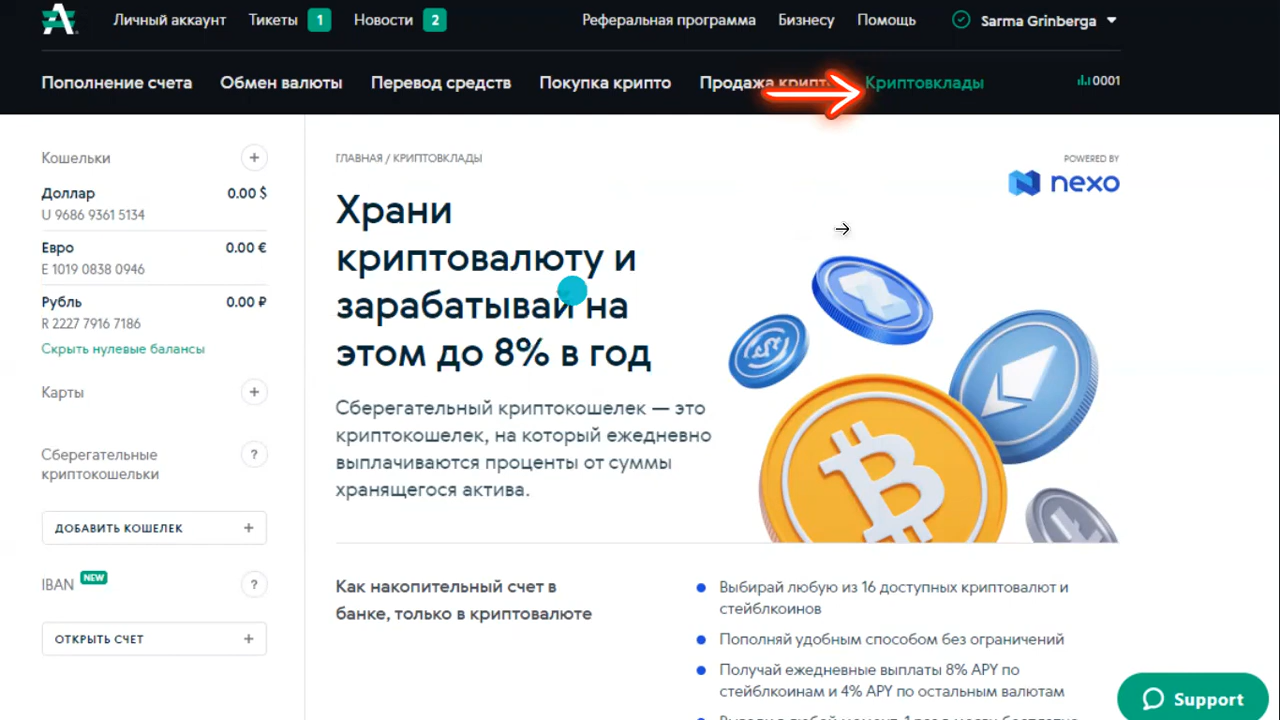 Личный аккаунт Тикеты 1 Новости 2 Реферальная программа Бизнесу Помощь Sarma Grinberga
Пополнение счета Обмен валюты Перевод средств Покупка крипто Продажа крипто Криптовклады 0001
Кошельки
Доллар 0.00 $
U 9686 9361 5134
Евро 0.00 €
E 1019 0838 0946
Рубль 0.00 ₽
R 2227 7916 7186
Скрыть нулевые балансы
Карты
Сберегательные
криптокошельки
?
ДОБАВИТЬ КОШЕЛЕК +
IBAN NEW ?
ОТКРЫТЬ СЧЕТ +
ГЛАВНАЯ / КРИПТОВКЛАДЫ
POWERED BY
nexo
Храни
криптовалюту и
зарабатывай на
этом до 8% в год
Сберегательный криптокошелек — это
криптокошелек, на который ежедневно
выплачиваются проценты от суммы
хранящегося актива.
Как накопительный счет в
банке, только в криптовалюте
Выбирай любую из 16 доступных криптовалют и
стейблкоинов
Пополняй удобным способом без ограничений
Получай ежедневные выплаты 8% APY по
стейблкоинам и 4% APY по остальным валютам
Support